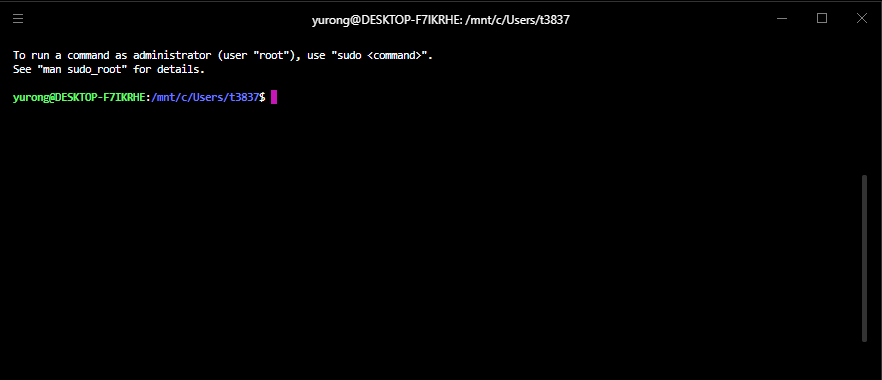 yurong@DESKTOP-F7IKRHE: /mnt/c/Users/t3837
To run a command as administrator (user "root"), use "sudo <command>".
See "man sudo_root" for details.
yurong@DESKTOP-F7IKRHE:/mnt/c/Users/t3837$